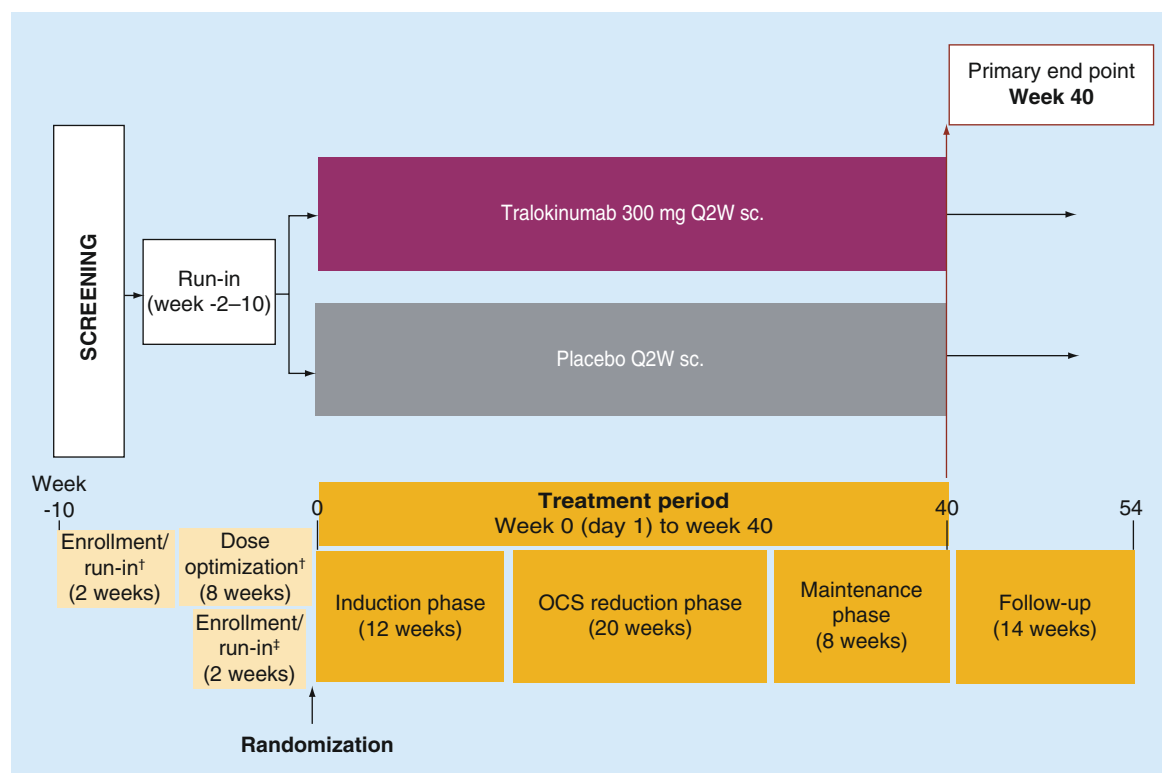 Primary end point
Week 40
SCREENING
Run-in
(week -2–10)
Tralokinumab 300 mg Q2W sc.
Placebo Q2W sc.
Week
-10
0
Treatment period
Week 0 (day 1) to week 40
40
54
Enrollment/
run-in†
(2 weeks)
Dose
optimization†
(8 weeks)
Enrollment/
run-in‡
(2 weeks)
Induction phase
(12 weeks)
OCS reduction phase
(20 weeks)
Maintenance
phase
(8 weeks)
Follow-up
(14 weeks)
Randomization